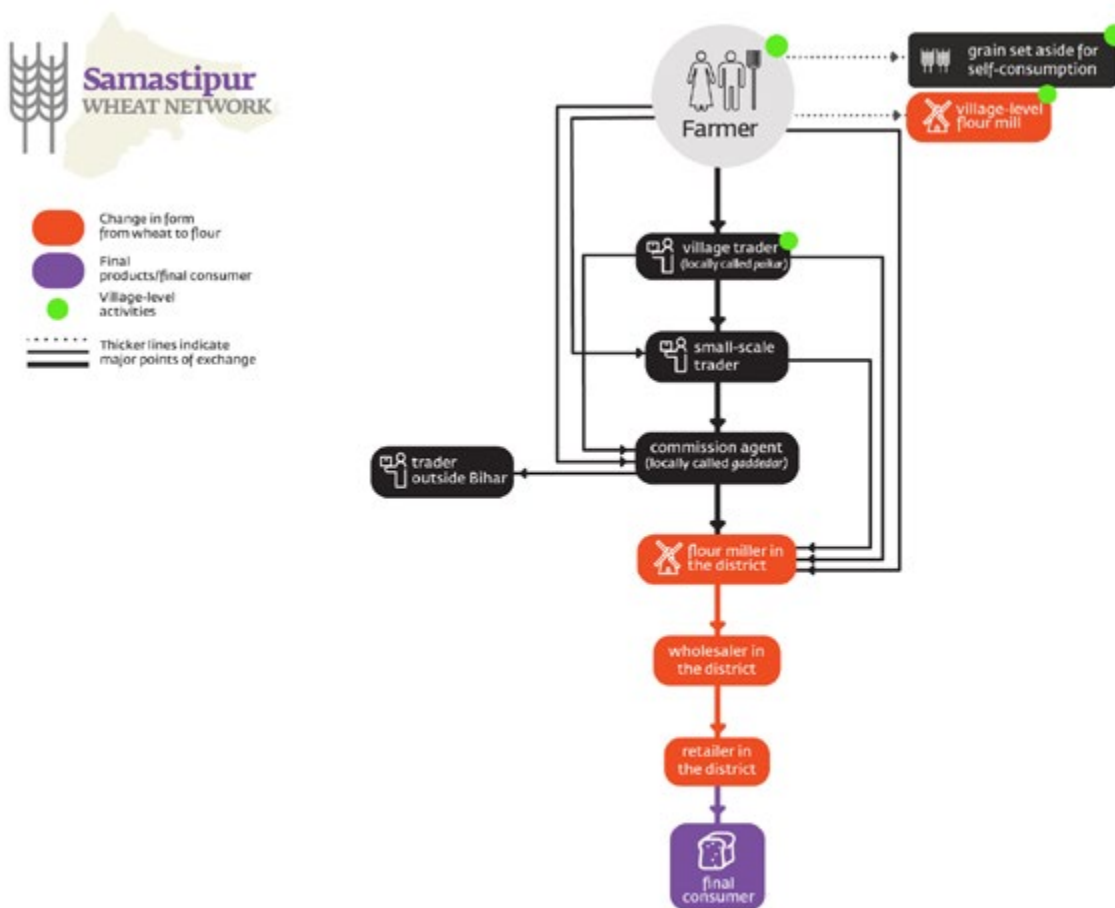 Samastipur
WHEAT NETWORK
Change in form
from wheat to flour
Final
products/final consumer
Village-level
activities
Thicker lines indicate
major points of exchange
Farmer
grain set aside for
self-consumption
village-level
flour mill
village trader
(locally called paikar)
small-scale
trader
commission agent
(locally called gaddedar)
trader
outside Bihar
flour miller in
the district
wholesaler in
the district
retailer in
the district
final
consumer